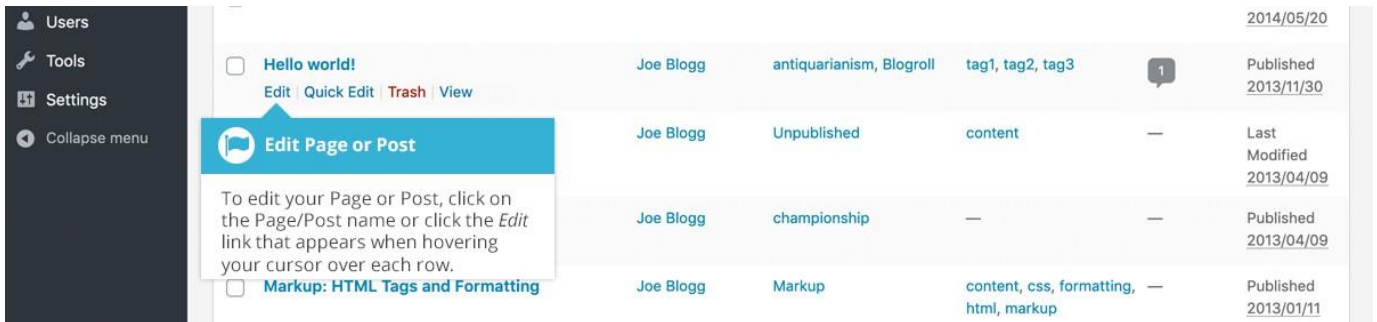 Users
Tools
Settings
Collapse menu
2014/05/20
Hello world!
Edit | Quick Edit | Trash | View
Joe Blogg
antiquarianism, Blogroll
tag1, tag2, tag3
1
Published
2013/11/30
Edit Page or Post
To edit your Page or Post, click on
the Page/Post name or click the Edit
link that appears when hovering
your cursor over each row.
Joe Blogg
Unpublished
content
—
Last
Modified
2013/04/09
Joe Blogg
championship
—
—
Published
2013/04/09
Markup: HTML Tags and Formatting
Joe Blogg
Markup
content, css, formatting,
html, markup
—
Published
2013/01/11